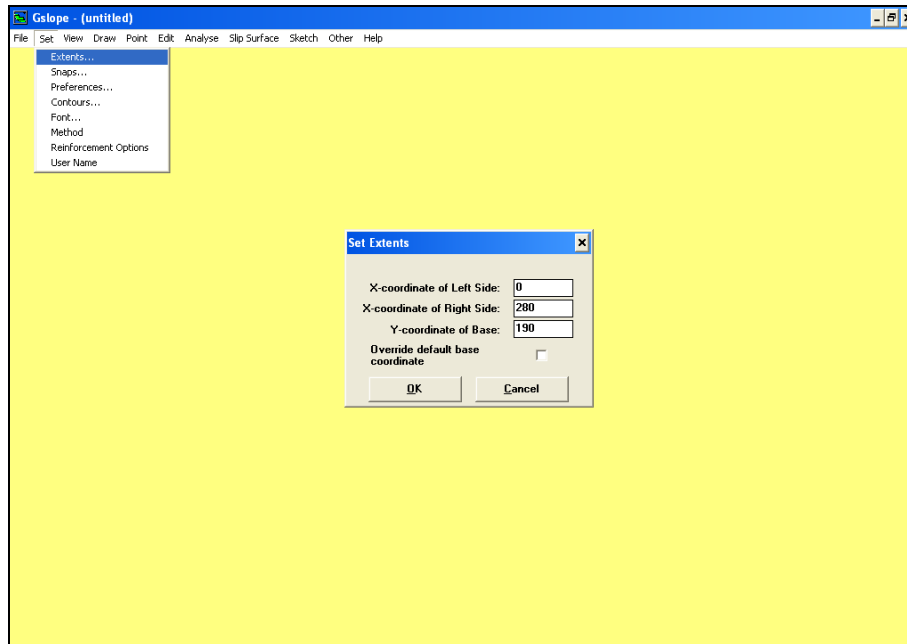 Gslope - (untitled)
File Set View Draw Point Edit Analyse Slip Surface Sketch Other Help
Extents...
Snaps...
Preferences...
Contours...
Font...
Method
Reinforcement Options
User Name
Set Extents
X-coordinate of Left Side: 0
X-coordinate of Right Side: 280
Y-coordinate of Base: 190
Override default base
coordinate
OK Cancel